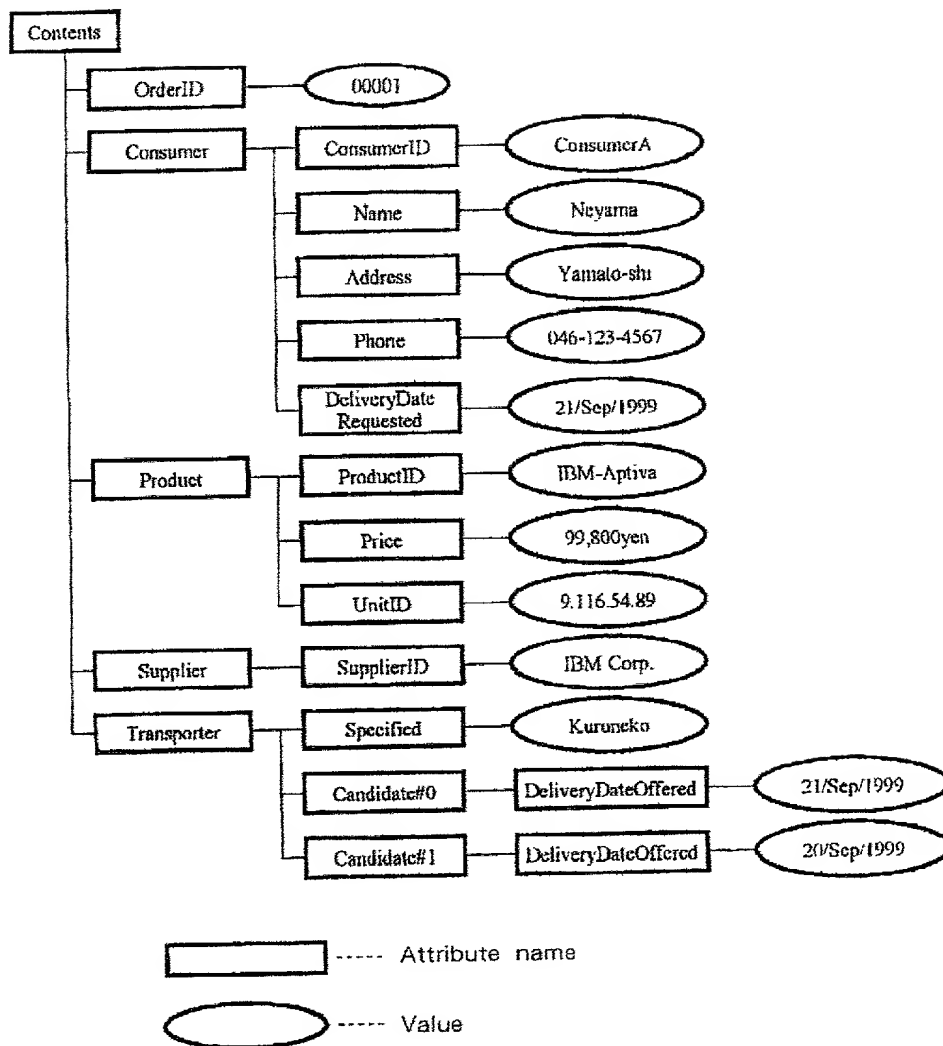 Contents
OrderID 00001
Consumer ConsumerID ConsumerA
Name Neyama
Address Yamato-shi
Phone 046-123-4567
DeliveryDate
Requested 21/Sep/1999
Product ProductID IBM-Aptiva
Price 99,800yen
UnitID 9.116.54.89
Supplier SupplierID IBM Corp.
Transporter Specified Kuruneko
Candidate#0 DeliveryDateOffered 21/Sep/1999
Candidate#1 DeliveryDateOffered 20/Sep/1999
----- Attribute name
----- Value